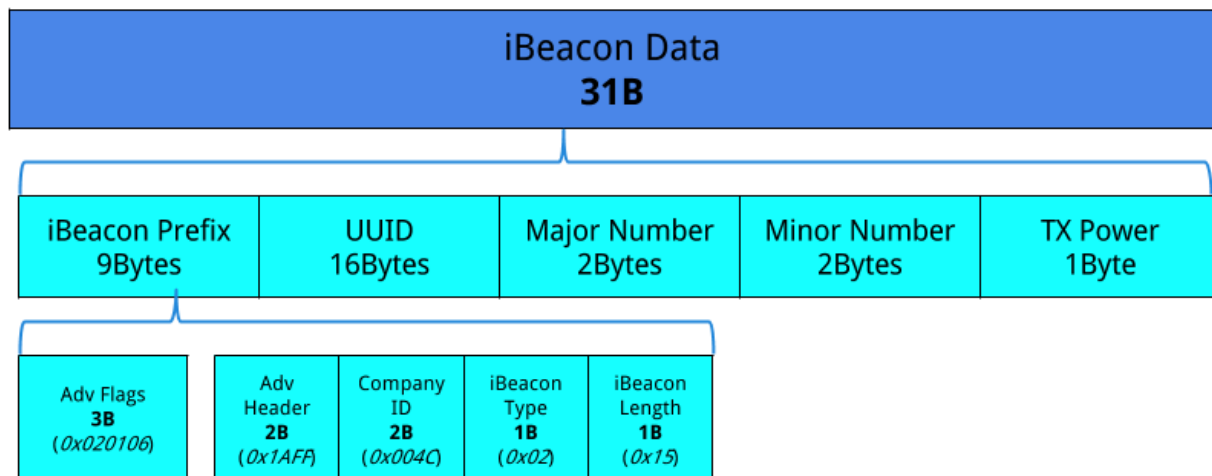 iBeacon Data
31B
iBeacon Prefix
9Bytes
UUID
16Bytes
Major Number
2Bytes
Minor Number
2Bytes
TX Power
1Byte
Adv Flags
3B
(0x020106)
Adv
Header
2B
(0x1AFF)
Company
ID
2B
(0x004C)
iBeacon
Type
1B
(0x02)
iBeacon
Length
1B
(0x15)